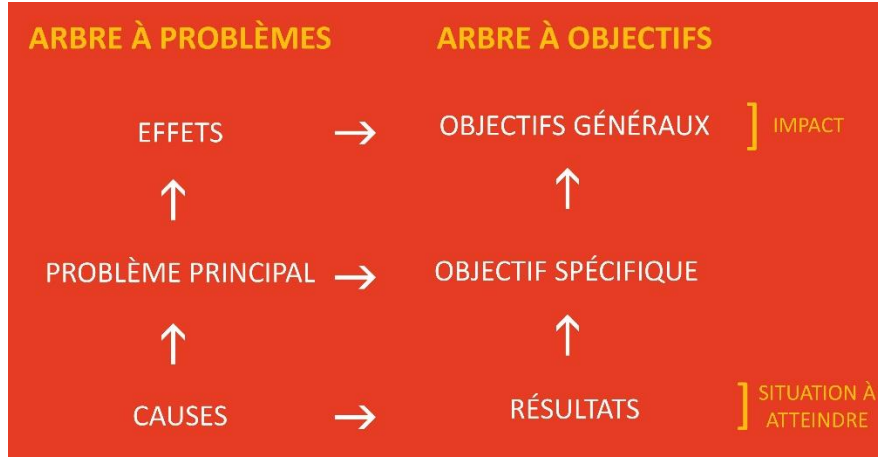 ARBRE À PROBLÈMES
ARBRE À OBJECTIFS
EFFETS → OBJECTIFS GÉNÉRAUX ] IMPACT
↑ ↑
PROBLÈME PRINCIPAL → OBJECTIF SPÉCIFIQUE
↑ ↑
CAUSES → RÉSULTATS ] SITUATION À
ATTEINDRE